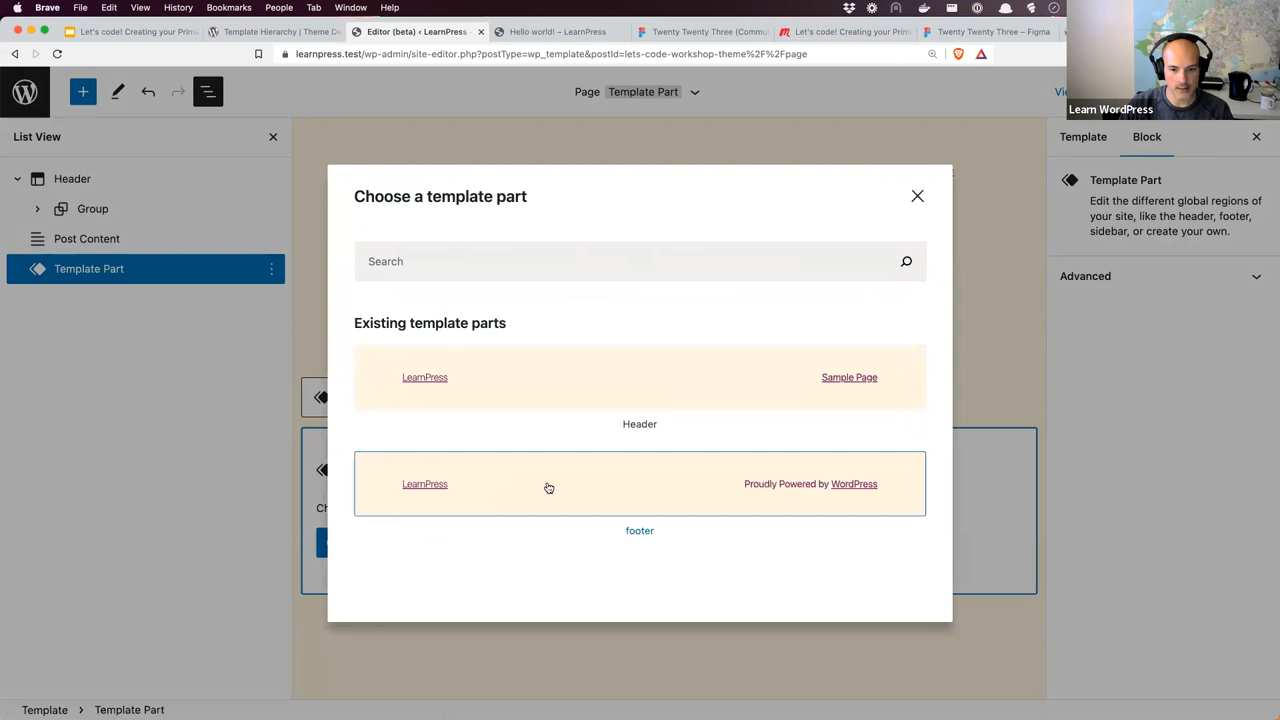 Brave File Edit View History Bookmarks People Tab Window Help
Let's code! Creating your Prim
Template Hierarchy | Theme D
Editor (beta) ‹ LearnPress
Hello world! – LearnPress
Twenty Twenty Three (Commu
Let's code! Creating your Prim
Twenty Twenty Three – Figma
learnpress.test/wp-admin/site-editor.php?postType=wp_template&postId=lets-code-workshop-theme%2F%2Fpage
Learn WordPress
Page Template Part
List View
Header
Group
Post Content
Template Part
Choose a template part
Search
Existing template parts
LearnPress
Sample Page
Header
LearnPress
Proudly Powered by WordPress
footer
Template
Block
Template Part
Edit the different global regions of
your site, like the header, footer,
sidebar, or create your own.
Advanced
Template
Template Part